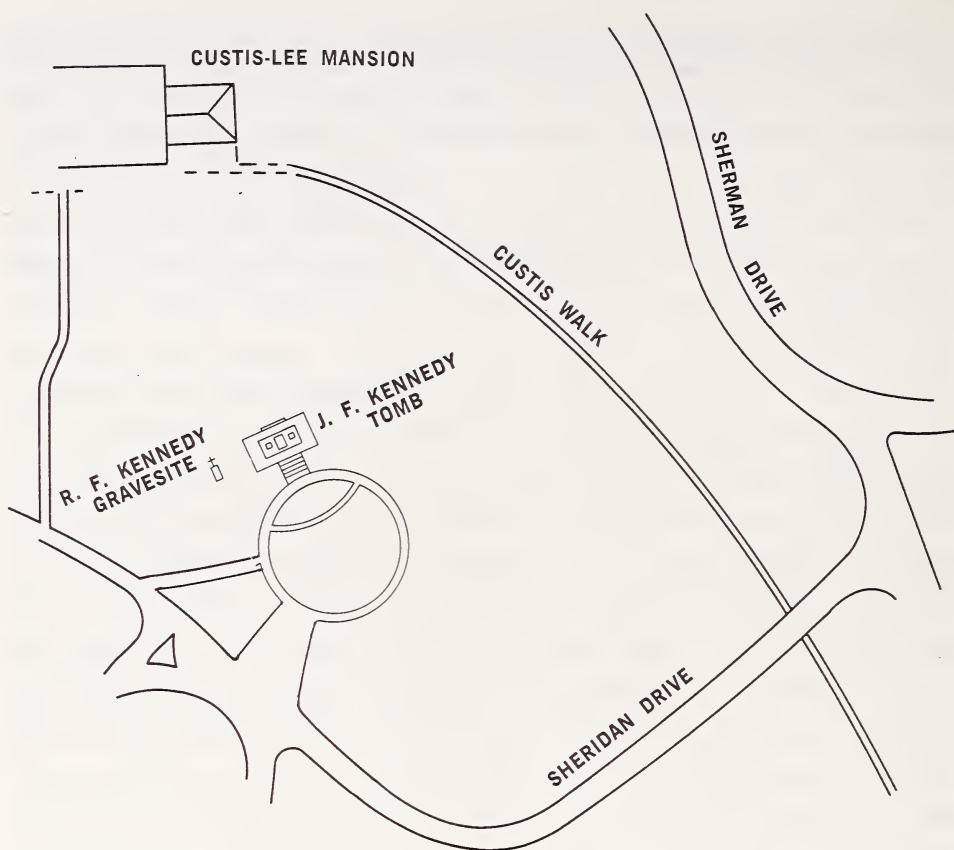 CUSTIS-LEE MANSION
SHERMAN DRIVE
CUSTIS WALK
J. F. KENNEDY
TOMB
R. F. KENNEDY
GRAVESITE
SHERIDAN DRIVE